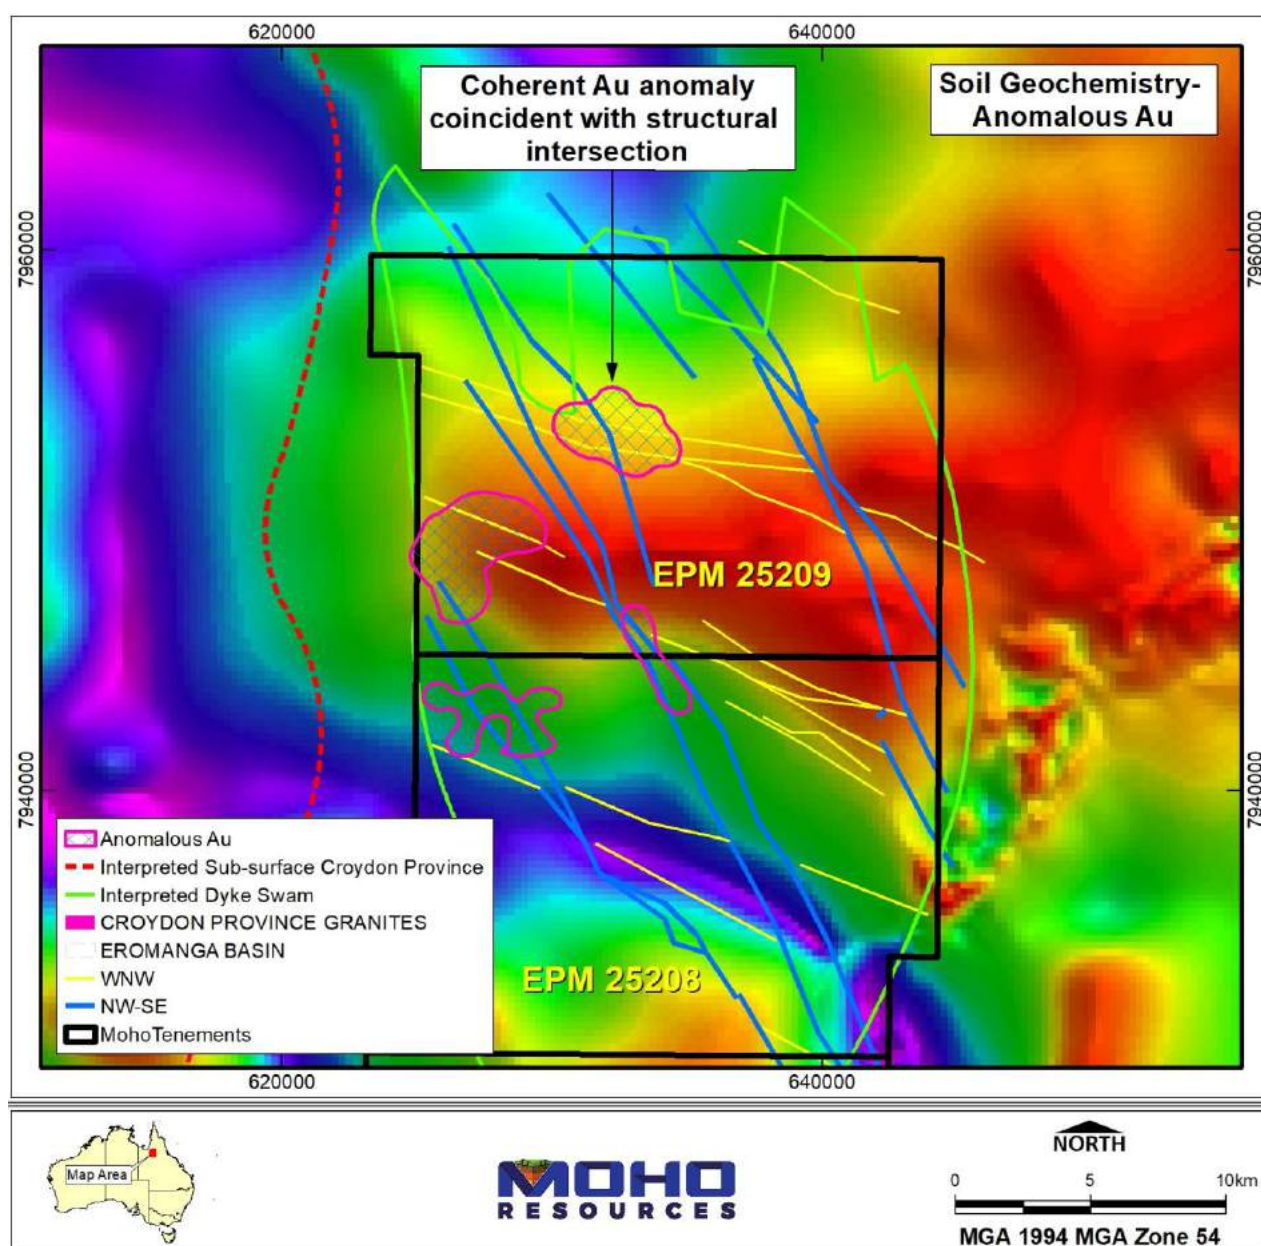 620000
640000
Coherent Au anomaly
coincident with structural
intersection
Soil Geochemistry-
Anomalous Au
7960000
7960000
EPM 25209
7940000
7940000
Anomalous Au
Interpreted Sub-surface Croydon Province
Interpreted Dyke Swam
CROYDON PROVINCE GRANITES
EROMANGA BASIN
WNW
NW-SE
MohoTenements
EPM 25208
620000
640000
Map Area
MOHO
RESOURCES
NORTH
0 5 10km
MGA 1994 MGA Zone 54